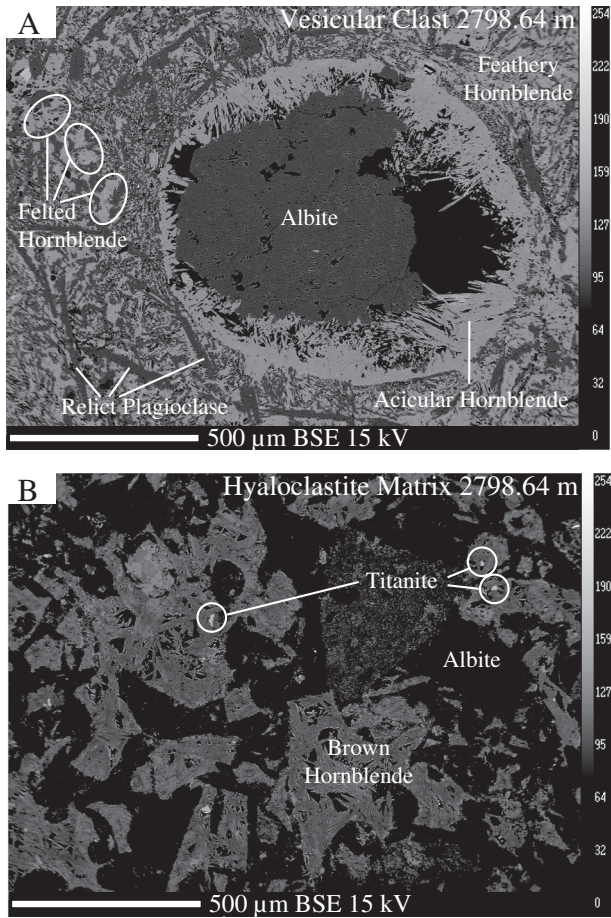 A
Vesicular Clast 2798.64 m
Feathery
Hornblende
Felted
Hornblende
Albite
Relict Plagioclase
Acicular Hornblende
500 µm BSE 15 kV
254
222
190
159
127
95
64
32
0
B
Hyaloclastite Matrix 2798.64 m
Titanite
Albite
Brown
Hornblende
500 µm BSE 15 kV
254
222
190
159
127
95
64
32
0